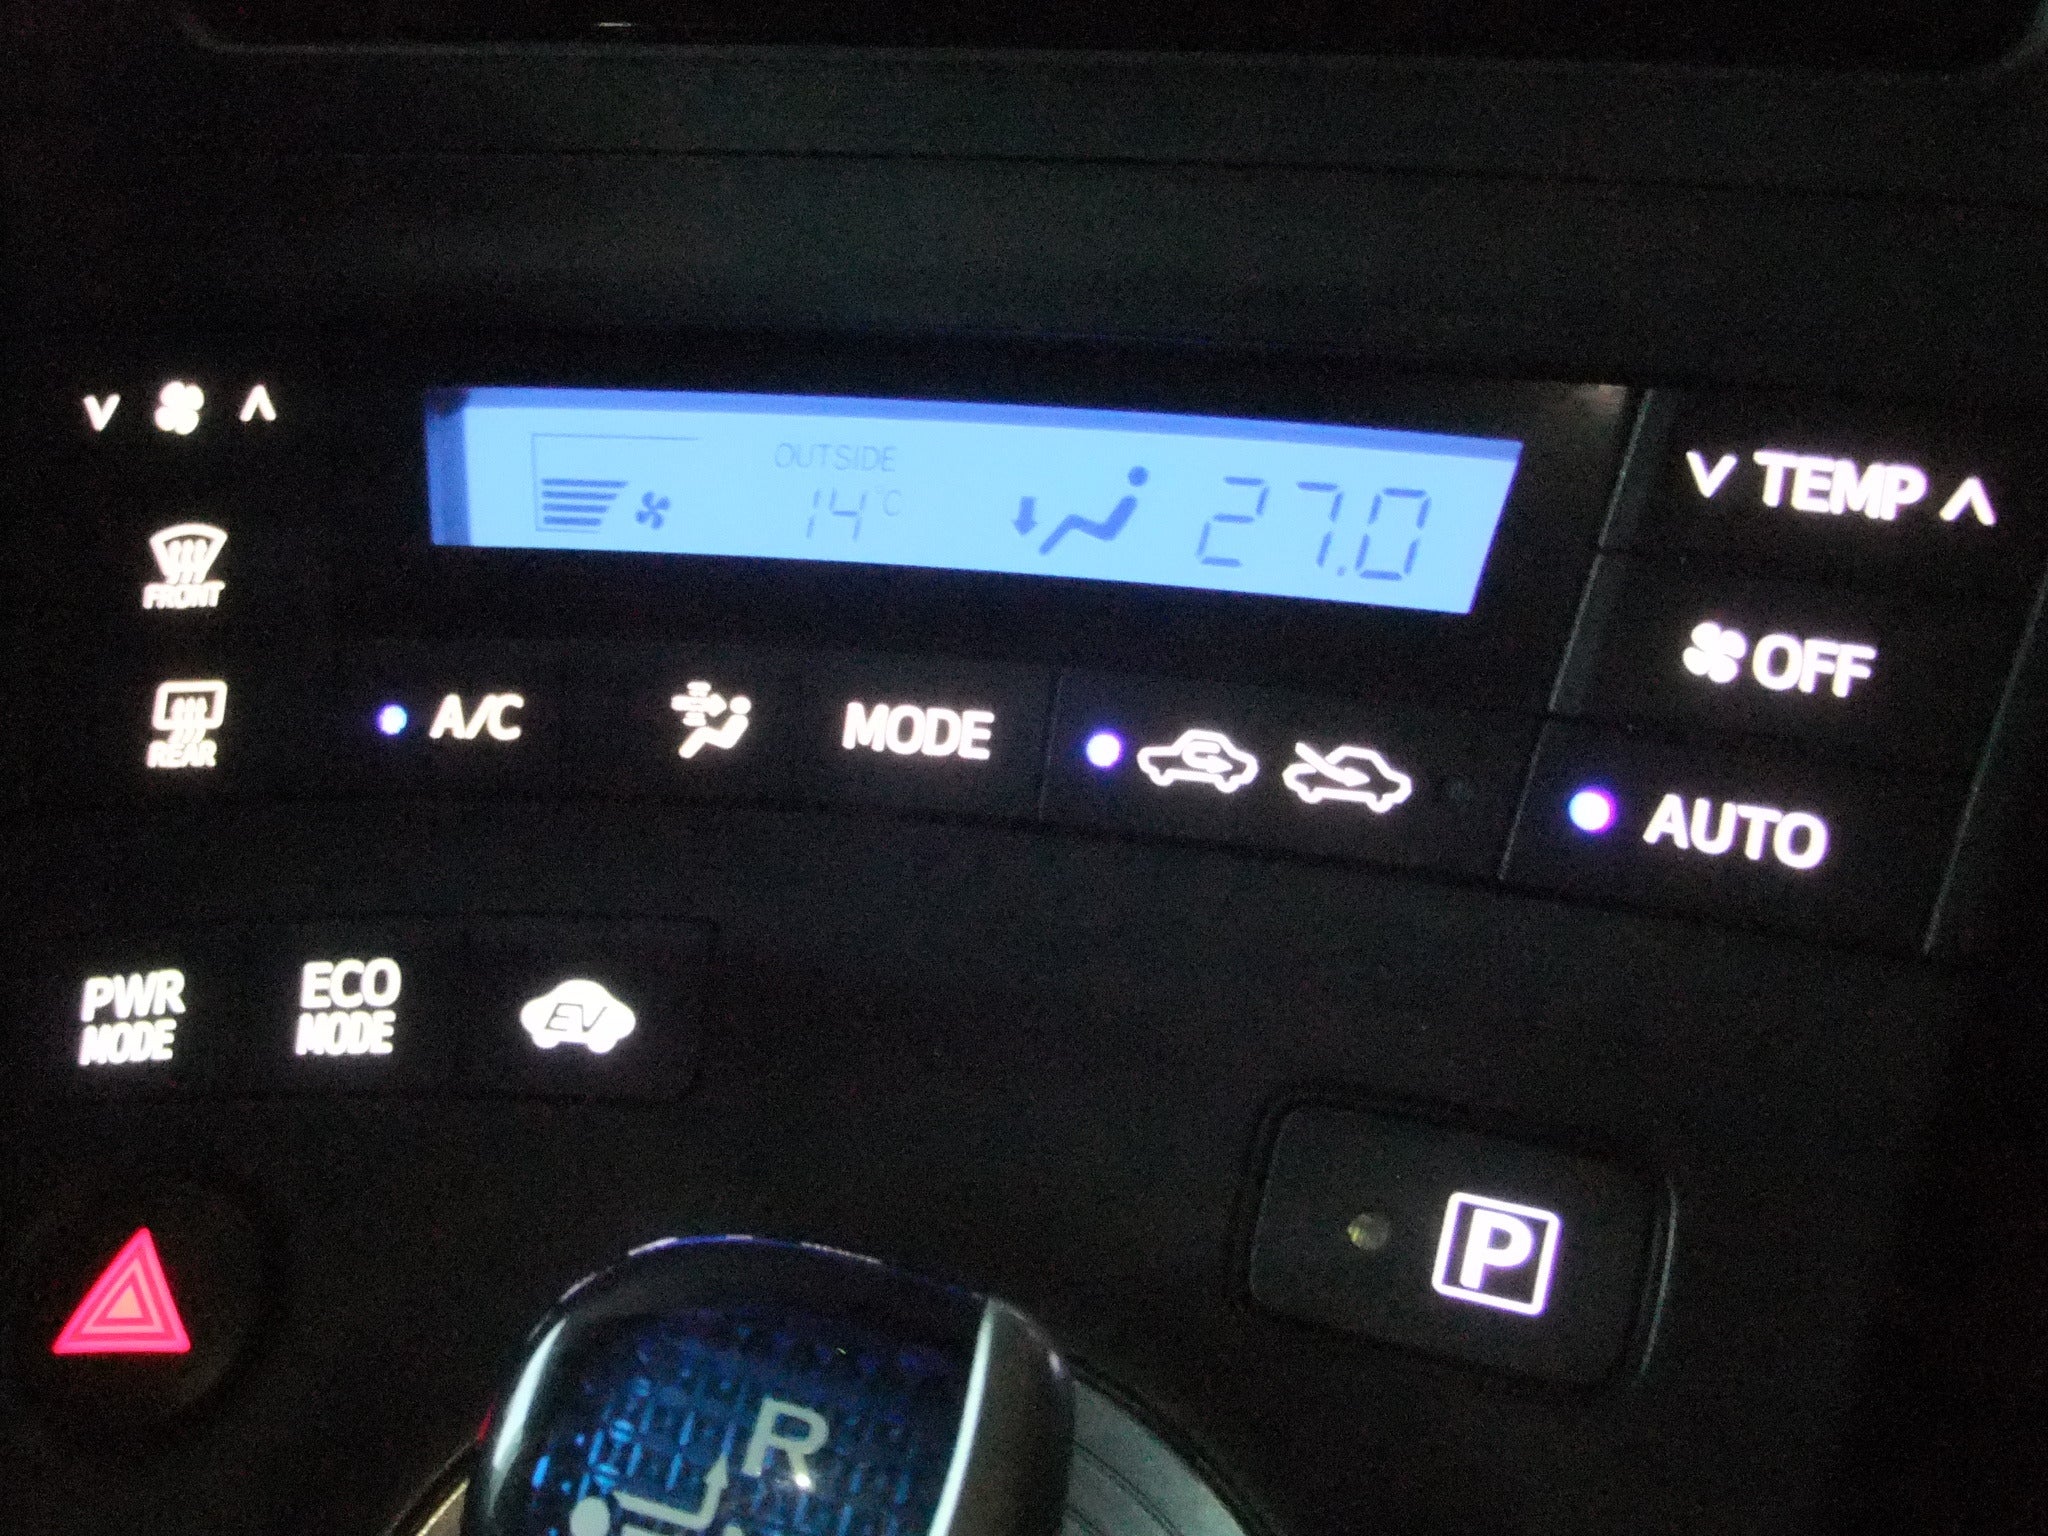 OUTSIDE
14°C
27.0
TEMP
FRONT
OFF
REAR
A/C
MODE
AUTO
PWR
MODE
ECO
MODE
EV
P
R